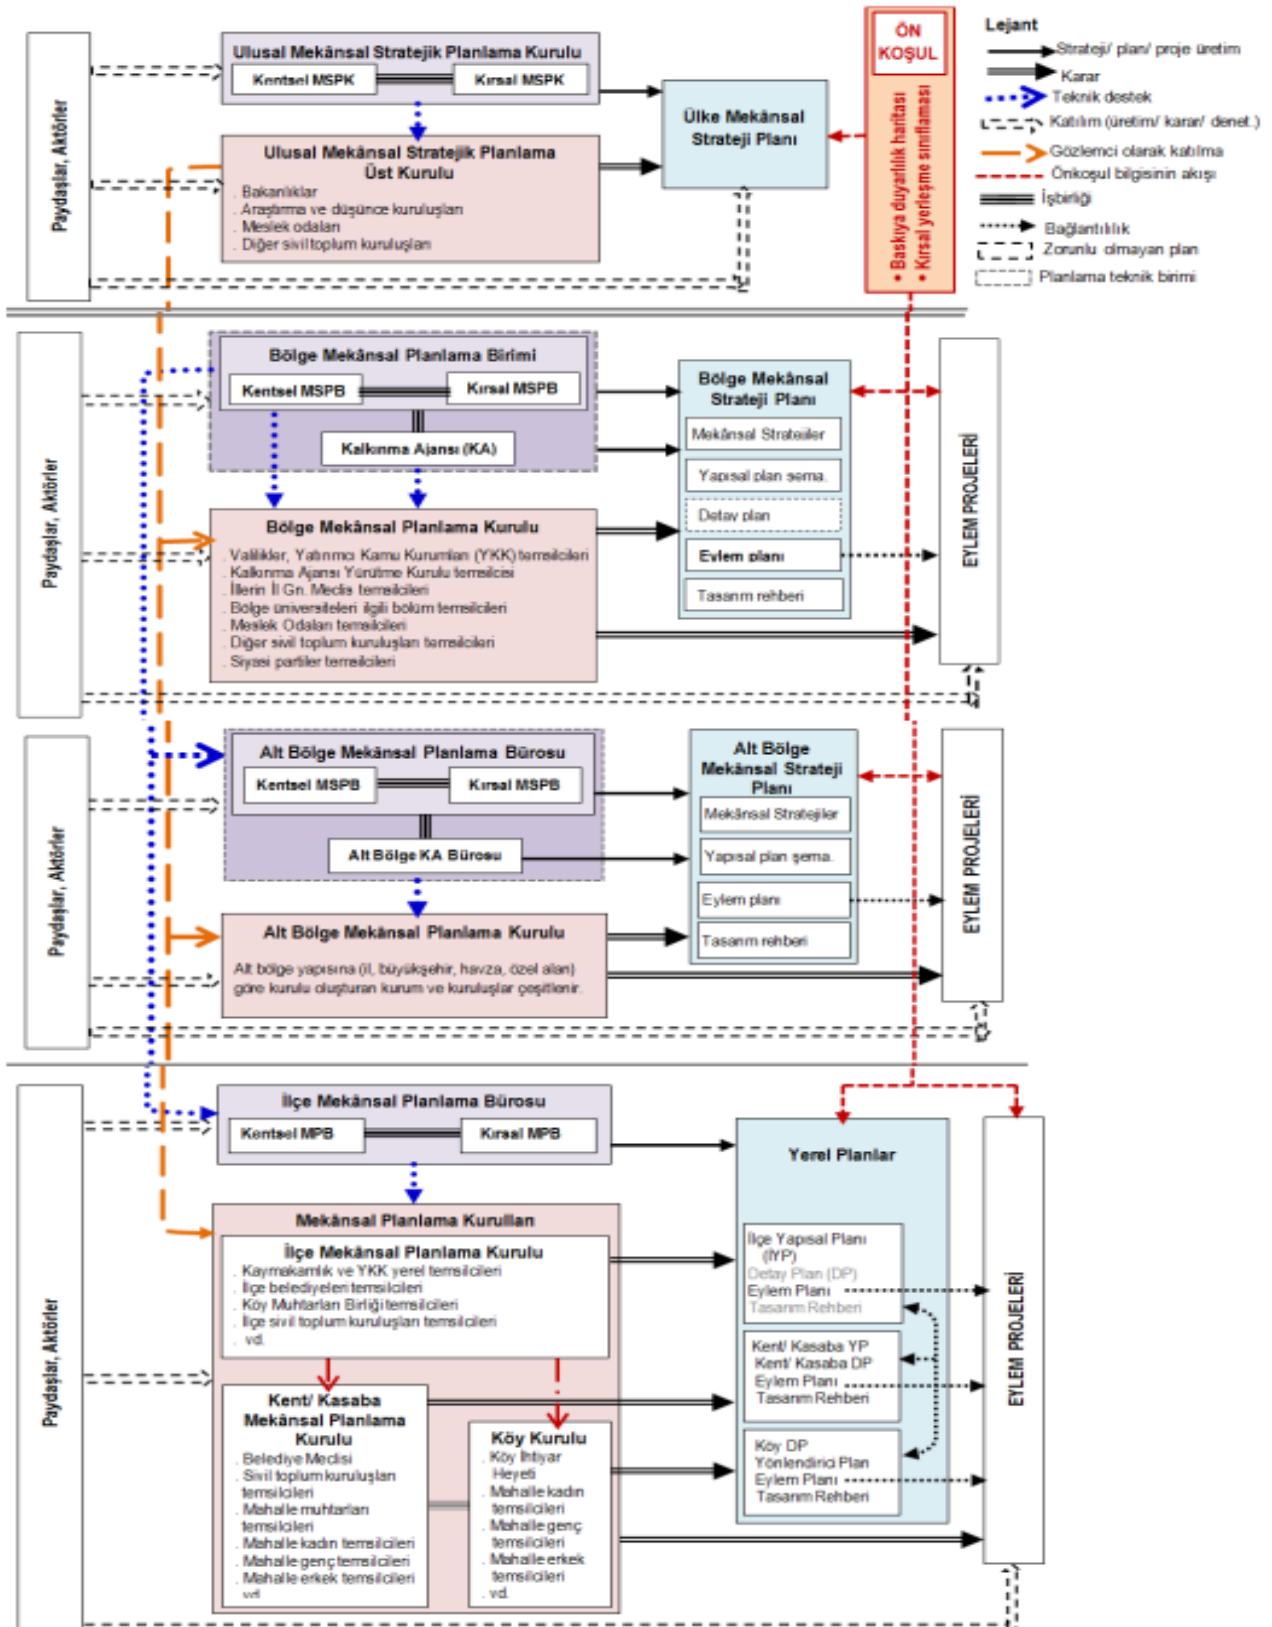 Lejant
Strateji/ plan/ proje üretim
Karar
Teknik destek
Katılım (üretim/ karar/ denet.)
Gözlemci olarak katılma
Önkoşul bilgisinin akışı
İşbirliği
Bağlantılılık
Zorunlu olmayan plan
Planlama teknik birimi
ÖN
KOŞUL
• Baskıya duyarlılık haritası
• Kırsal yerleşme sınıflaması
Paydaşlar, Aktörler
Ulusal Mekânsal Stratejik Planlama Kurulu
Kentsel MSPK
Kırsal MSPK
Ulusal Mekânsal Stratejik Planlama
Üst Kurulu
. Bakanlıklar
. Araştırma ve düşünce kuruluşları
. Meslek odaları
. Diğer sivil toplum kuruluşları
Ülke Mekânsal
Strateji Planı
Paydaşlar, Aktörler
Bölge Mekânsal Planlama Birimi
Kentsel MSPB
Kırsal MSPB
Kalkınma Ajansı (KA)
Bölge Mekânsal Planlama Kurulu
. Valilikler, Yatırımcı Kamu Kurumları (YKK) temsilcileri
. Kalkınma Ajansı Yürütme Kurulu temsilcisi
. İllerin İl Gn. Meclis temsilcileri
. Bölge üniversiteleri ilgili bölüm temsilcileri
. Meslek Odaları temsilcileri
. Diğer sivil toplum kuruluşları temsilcileri
. Siyasi partiler temsilcileri
Bölge Mekânsal
Strateji Planı
Mekânsal Stratejiler
Yapısal plan şema.
Detay plan
Eylem planı
Tasarım rehberi
EYLEM PROJELERİ
Paydaşlar, Aktörler
Alt Bölge Mekânsal Planlama Bürosu
Kentsel MSPB
Kırsal MSPB
Alt Bölge KA Bürosu
Alt Bölge Mekânsal Planlama Kurulu
Alt bölge yapısına (il, büyükşehir, havza, özel alan)
göre kurulu oluşturan kurum ve kuruluşlar çeşitlenir.
Alt Bölge
Mekânsal Strateji
Planı
Mekânsal Stratejiler
Yapısal plan şema.
Eylem planı
Tasarım rehberi
EYLEM PROJELERİ
Paydaşlar, Aktörler
İlçe Mekânsal Planlama Bürosu
Kentsel MPB
Kırsal MPB
Mekânsal Planlama Kurulları
İlçe Mekânsal Planlama Kurulu
. Kaymakamlık ve YKK yerel temsilcileri
. İlçe belediyeleri temsilcileri
. Köy Muhtarları Birliği temsilcileri
. İlçe sivil toplum kuruluşları temsilcileri
. vd.
Kent/ Kasaba
Mekânsal Planlama
Kurulu
. Belediye Meclisi
. Sivil toplum kuruluşları
temsilcileri
. Mahalle muhtarları
temsilcileri
. Mahalle kadın temsilcileri
. Mahalle genç temsilcileri
. Mahalle erkek temsilcileri
vd
Köy Kurulu
. Köy İhtiyar
Heyeti
. Mahalle kadın
temsilcileri
. Mahalle genç
temsilcileri
. Mahalle erkek
temsilcileri
. vd.
Yerel Planlar
İlçe Yapısal Planı
(İYP)
Detay Plan (DP)
Eylem Planı
Tasarım Rehberi
Kent/ Kasaba YP
Kent/ Kasaba DP
Eylem Planı
Tasarım Rehberi
Köy DP
Yönlendirici Plan
Eylem Planı
Tasarım Rehberi
EYLEM PROJELERİ